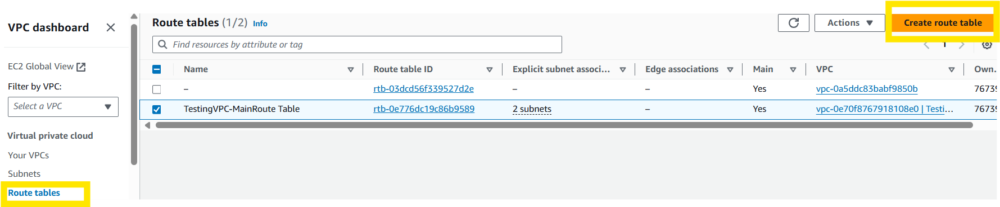 VPC dashboard
EC2 Global View
Filter by VPC:
Select a VPC
Virtual private cloud
Your VPCs
Subnets
Route tables
Route tables (1/2) Info
Actions
Create route table
Find resources by attribute or tag
1
Name Route table ID Explicit subnet associ... Edge associations Main VPC Own.
– rtb-03dcd56f339527d2e – – Yes vpc-0a5ddc83babf9850b 7673
TestingVPC-MainRoute Table rtb-0e776dc19c86b9589 2 subnets – Yes vpc-0e70f8767918108e0 | Testi... 7673